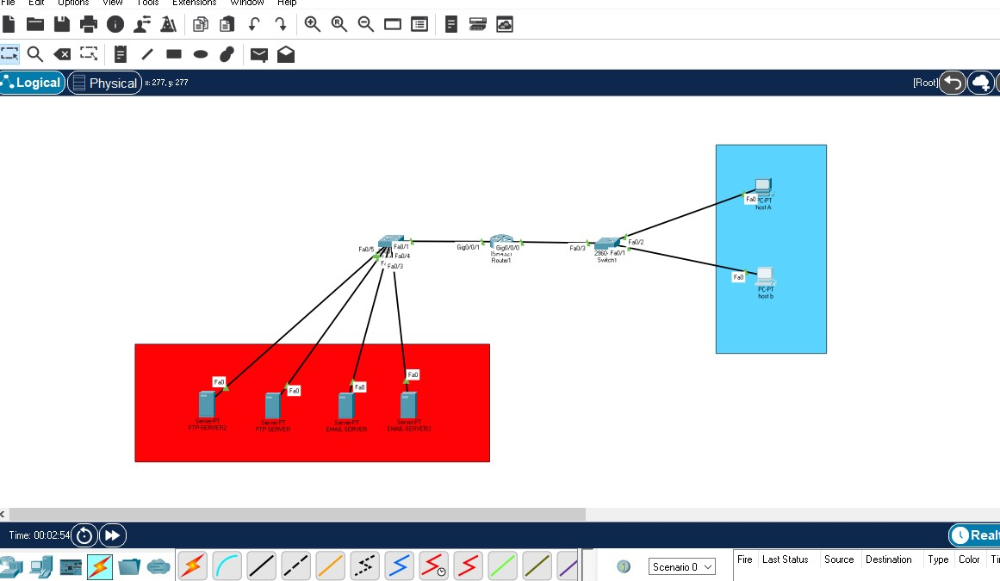 File Edit Options View Tools Extensions Window Help
Logical Physical x: 277, y: 277 [Root]
Fa0 PC-PT
host A
Fa0/5 Fa0/1 Gig0/0/1 Gig0/0/0 Fa0/3 Fa0/2
Fa0/4 ISR4321 2960- Fa0/1
Fa0/3 Router1 Switch1
Fa0
PC-PT
host b
Fa0 Fa0 Fa0 Fa0
Server-PT Server-PT Server-PT Server-PT
FTP-SERVER2 FTP SERVER EMAIL SERVER EMAIL-SERVER2
Time: 00:02:54 Realt
Scenario 0 Fire Last Status Source Destination Type Color Ti